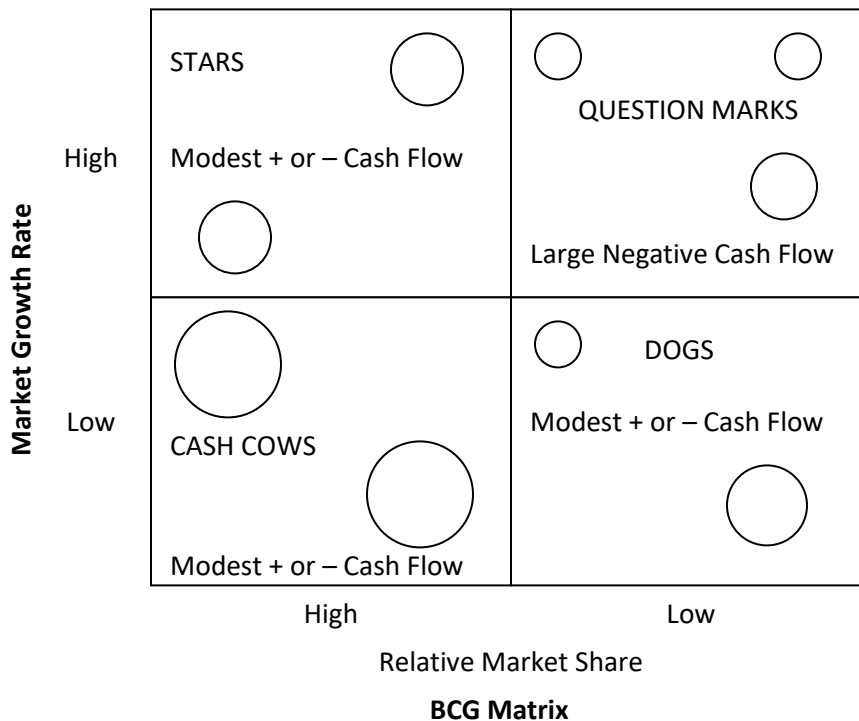 STARS
QUESTION MARKS
High
Modest + or – Cash Flow
Large Negative Cash Flow
Market Growth Rate
DOGS
Low
Modest + or – Cash Flow
CASH COWS
Modest + or – Cash Flow
High
Low
Relative Market Share
BCG Matrix